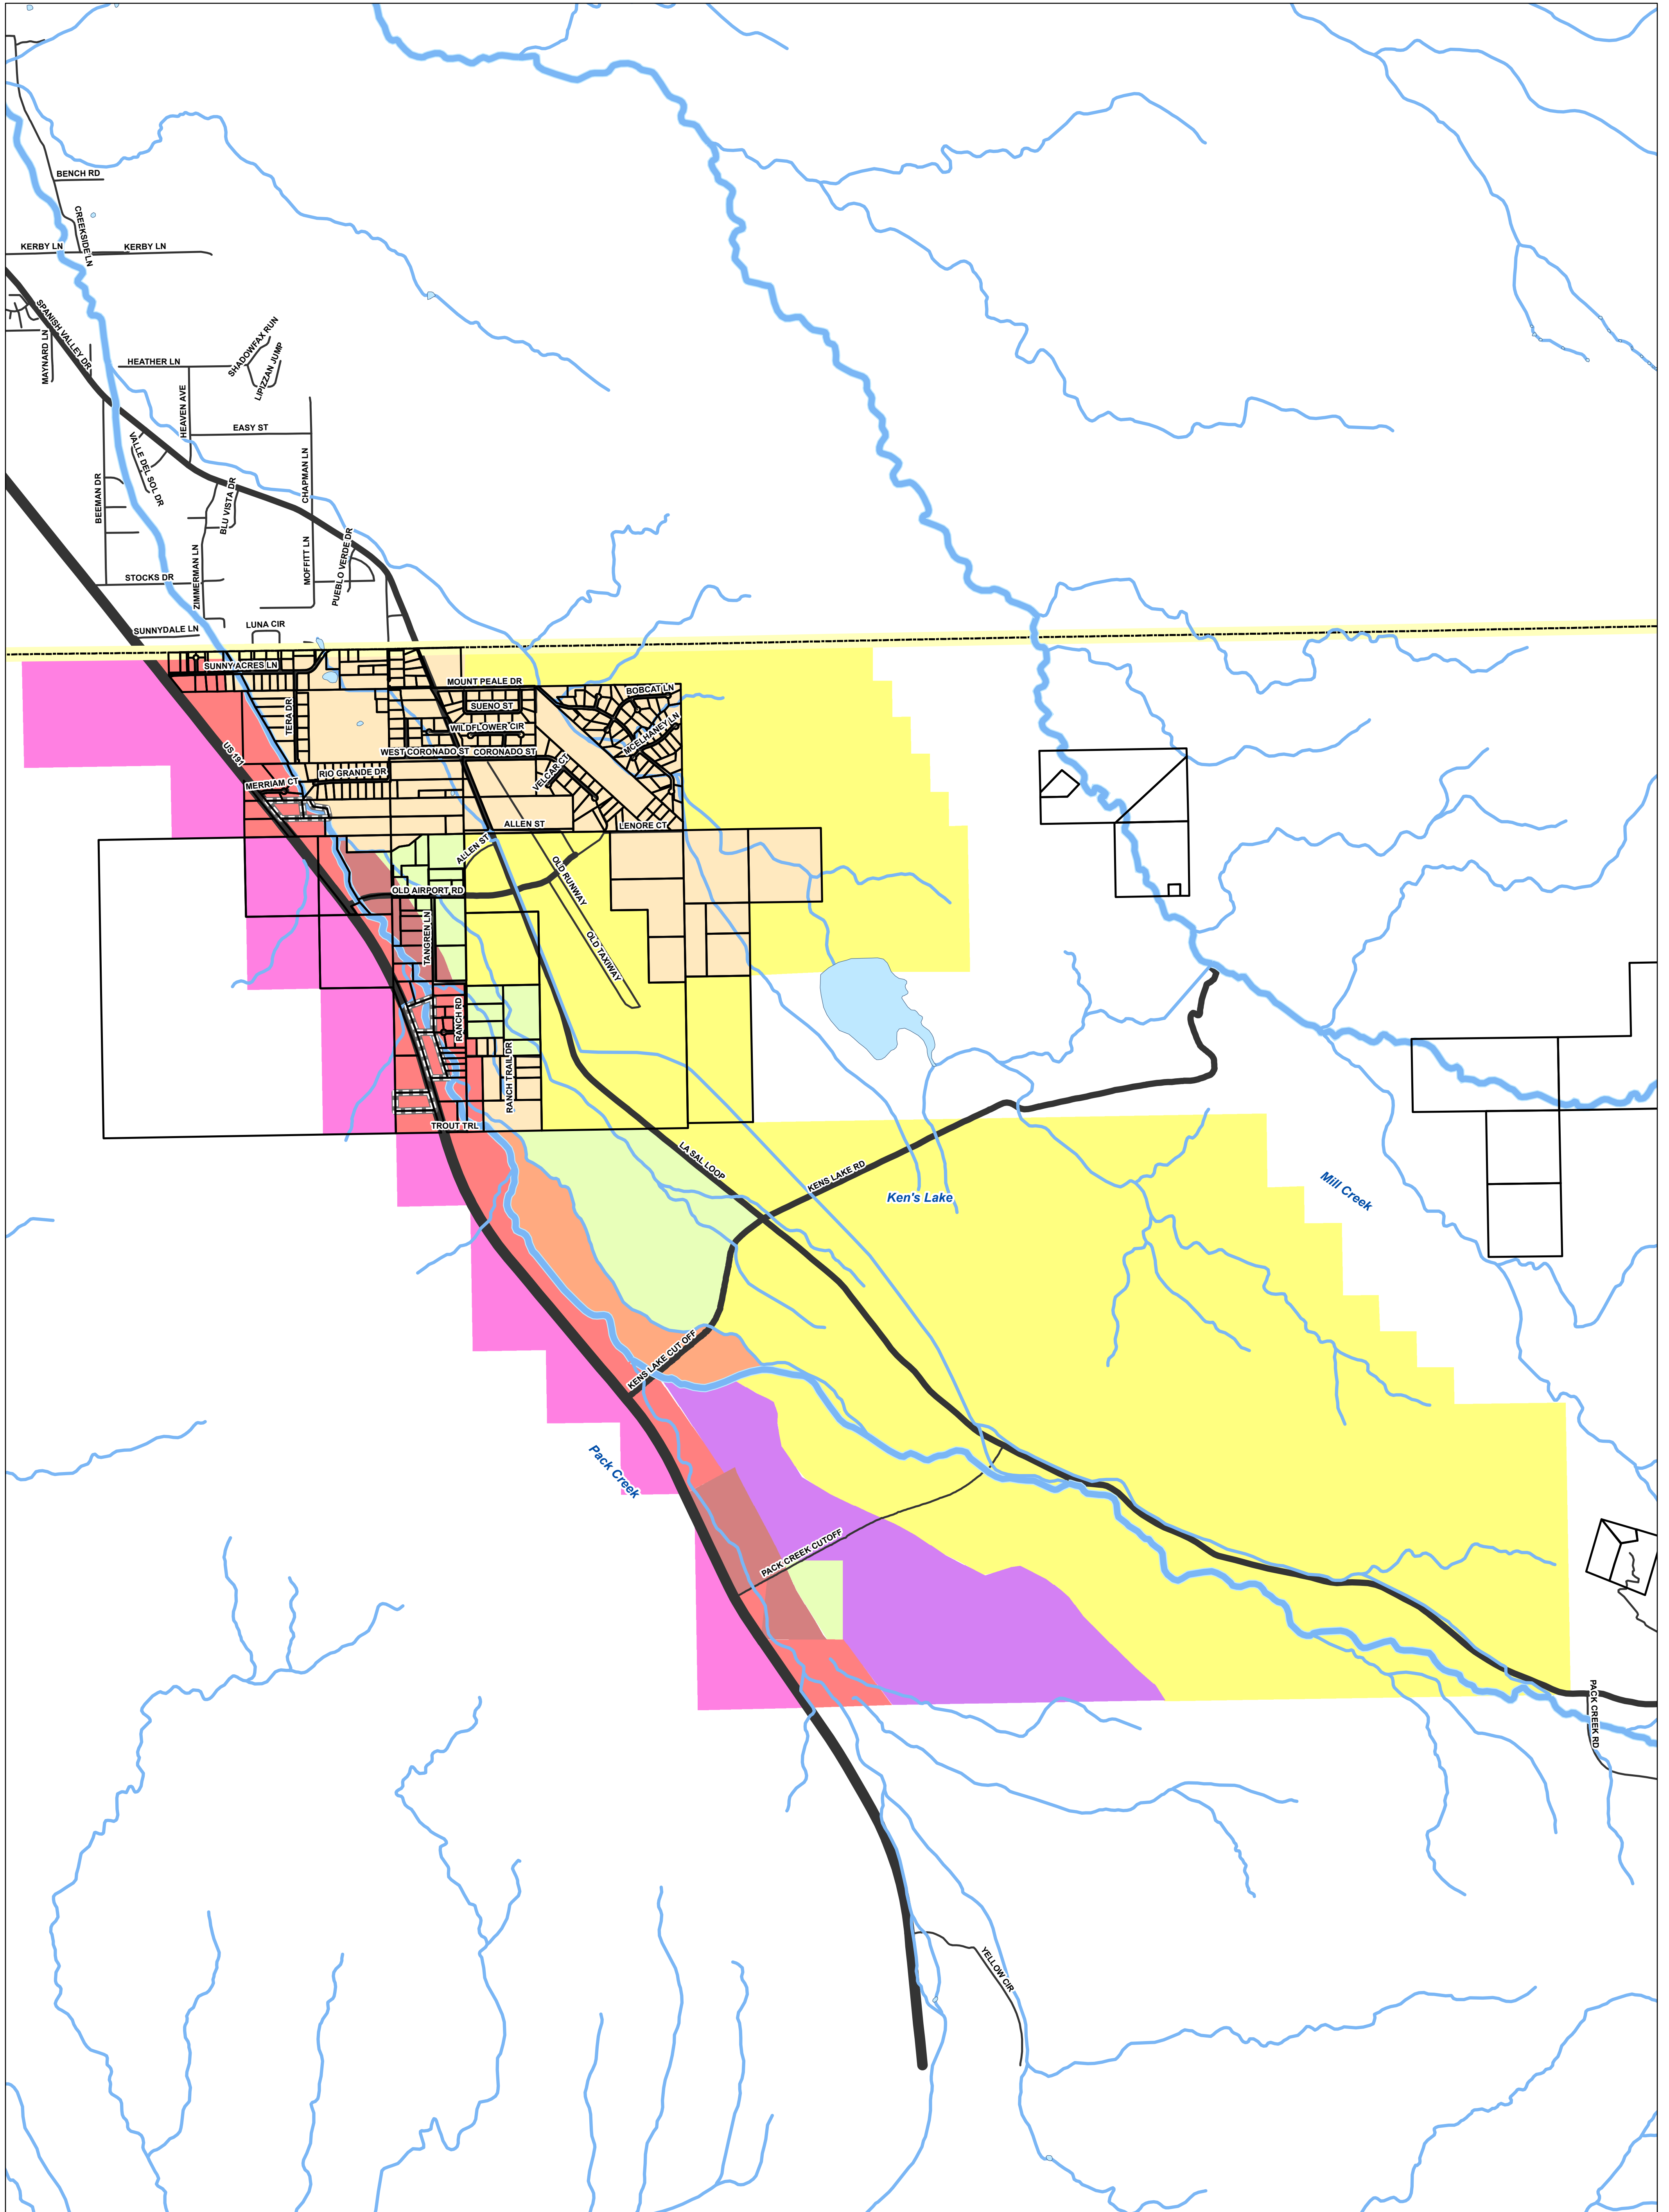 BENCH RD
CREEKSIDE LN
KERBY LN
KERBY LN
SPANISH VALLEY DR
MAYNARD LN
HEATHER LN
SHADOWFAX RUN
LIPIZZAN JUMP
HEAVEN AVE
EASY ST
VALLE DEL SOL DR
BEEMAN DR
BLU VISTA DR
CHAPMAN LN
STOCKS DR
ZIMMERMAN LN
MOFFITT LN
PUEBLO VERDE DR
SUNNYDALE LN
LUNA CIR
SUNNY ACRES LN
MOUNT PEALE DR
BOBCAT LN
SUENO ST
TERA DR
WILDFLOWER CIR
MCELHANEY LN
US 191
WEST CORONADO ST
CORONADO ST
RIO GRANDE DR
VELCAR CT
MERRIAM CT
ALLEN ST
LENORE CT
ALLEN ST
OLD RUNWAY
OLD AIRPORT RD
TANGREN LN
OLD TAXIWAY
RANCH RD
RANCH TRAIL DR
TROUT TRL
LA SAL LOOP
KENS LAKE RD
Ken's Lake
Mill Creek
KENS LAKE CUT OFF
Pack Creek
PACK CREEK CUTOFF
PACK CREEK RD
YELLOW CIR